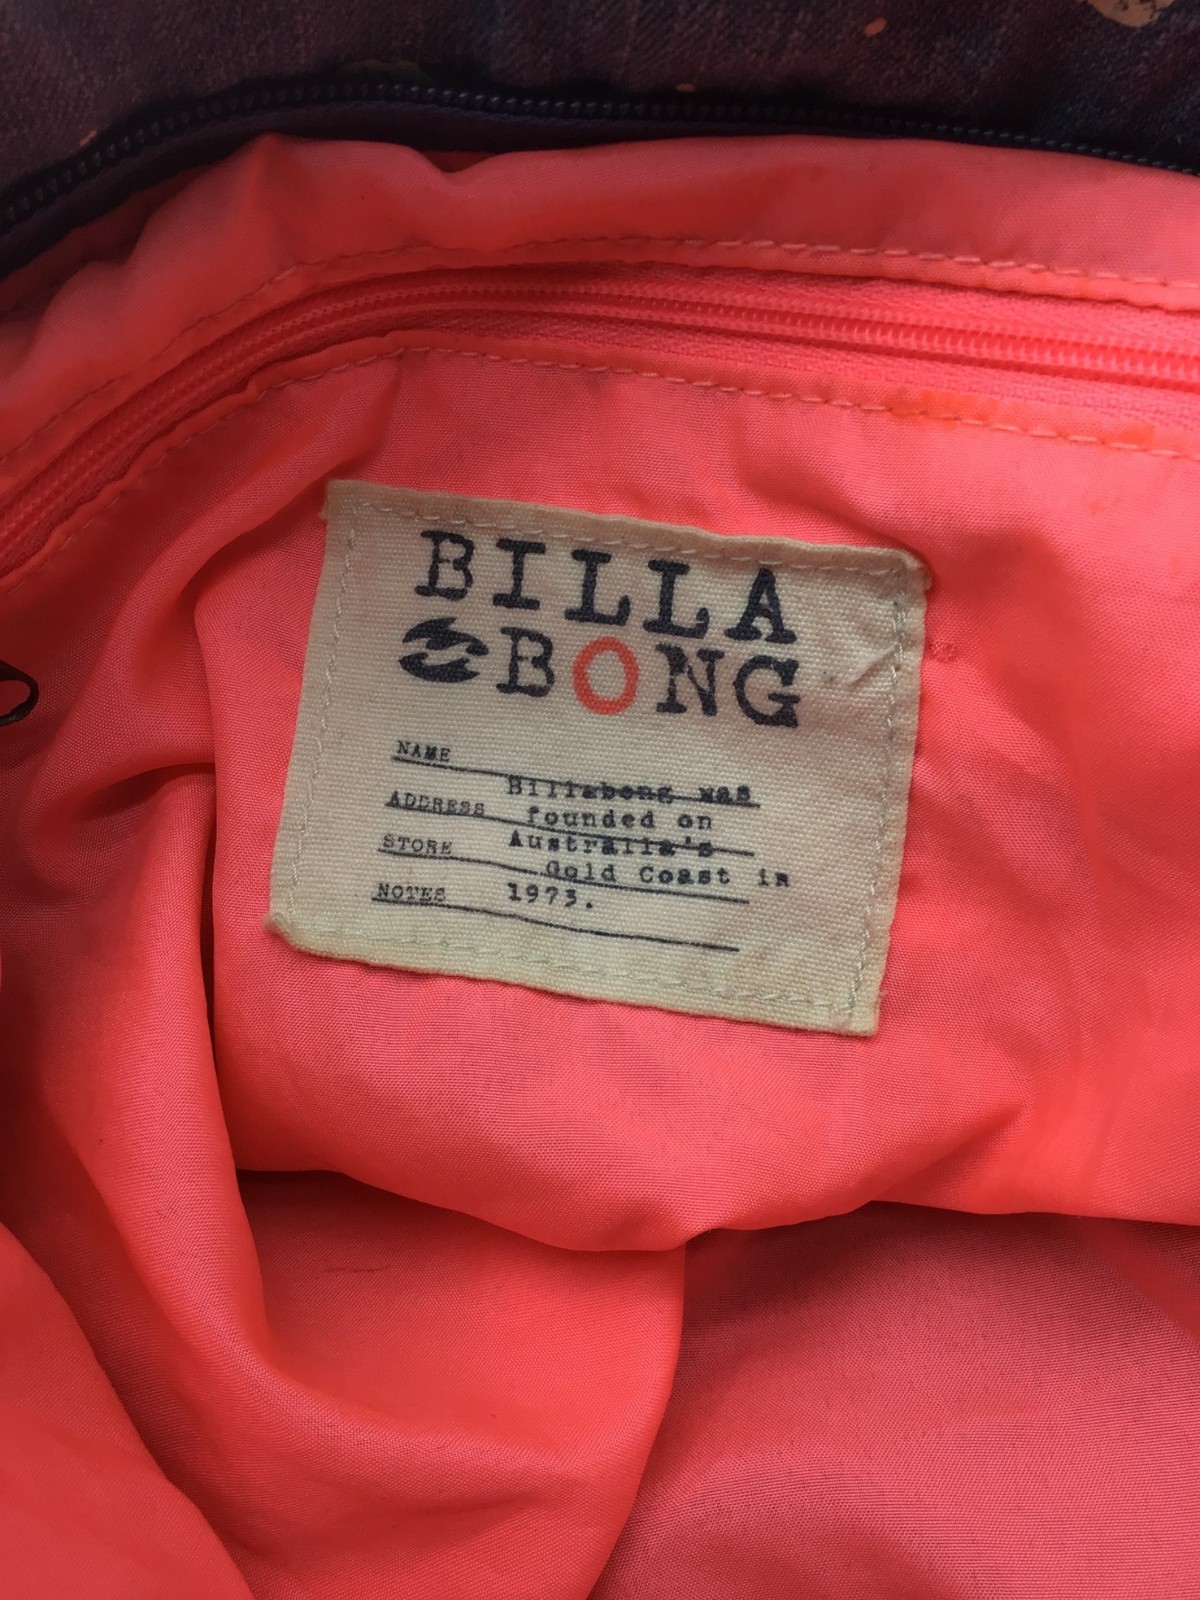 BILLA
BONG
NAME
Billabong was
ADDRESS
founded on
STORE
Australia's
Gold Coast in
NOTES
1973.